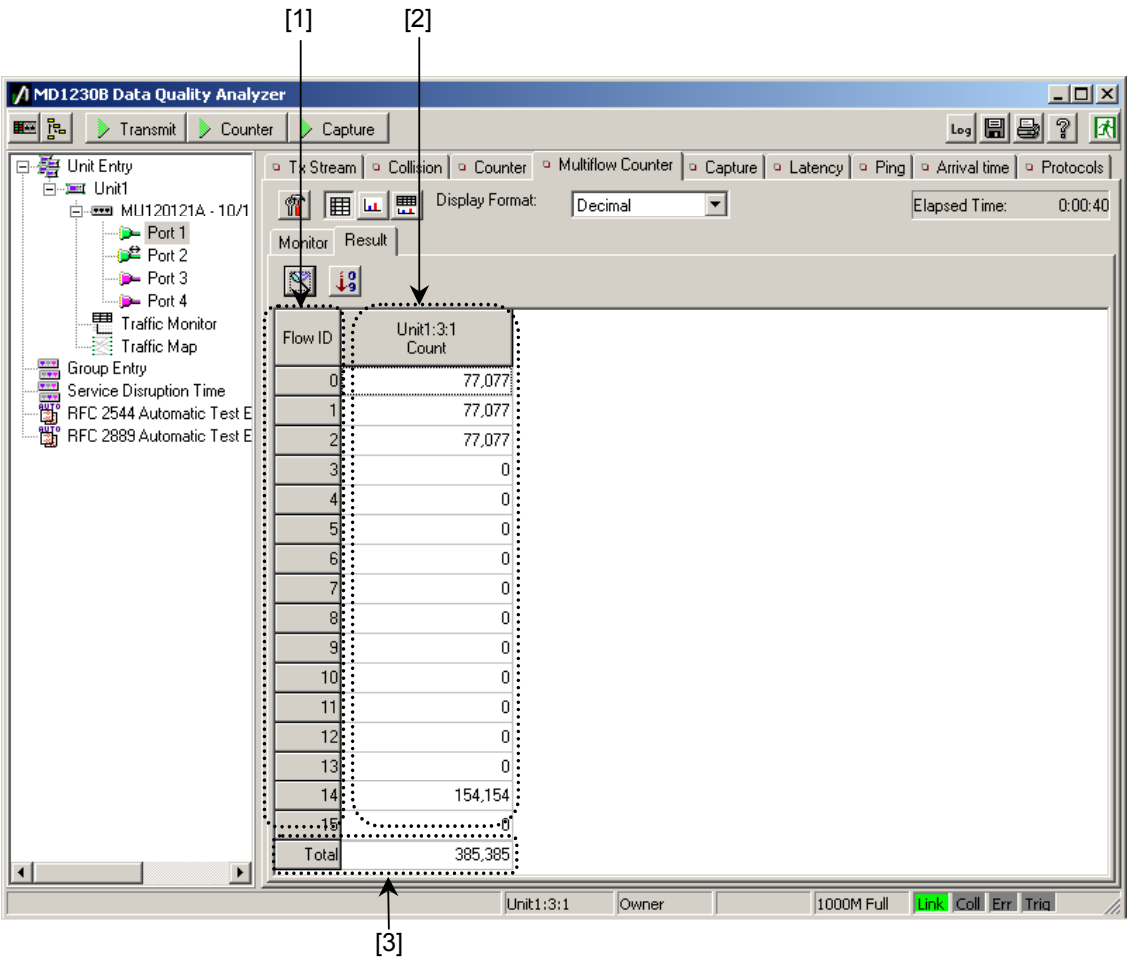 [1]
[2]
MD1230B Data Quality Analyzer
Transmit
Counter
Capture
Log
Unit Entry
Unit1
MU120121A - 10/1
Port 1
Port 2
Port 3
Port 4
Traffic Monitor
Traffic Map
Group Entry
Service Disruption Time
RFC 2544 Automatic Test E
RFC 2889 Automatic Test E
Tx Stream
Collision
Counter
Multiflow Counter
Capture
Latency
Ping
Arrival time
Protocols
Display Format:
Decimal
Elapsed Time: 0:00:40
Monitor
Result
Flow ID Unit1:3:1 Count
0 77,077
1 77,077
2 77,077
3 0
4 0
5 0
6 0
7 0
8 0
9 0
10 0
11 0
12 0
13 0
14 154,154
15 0
Total 385,385
Unit1:3:1
Owner
1000M Full
Link
Coll
Err
Trig
[3]